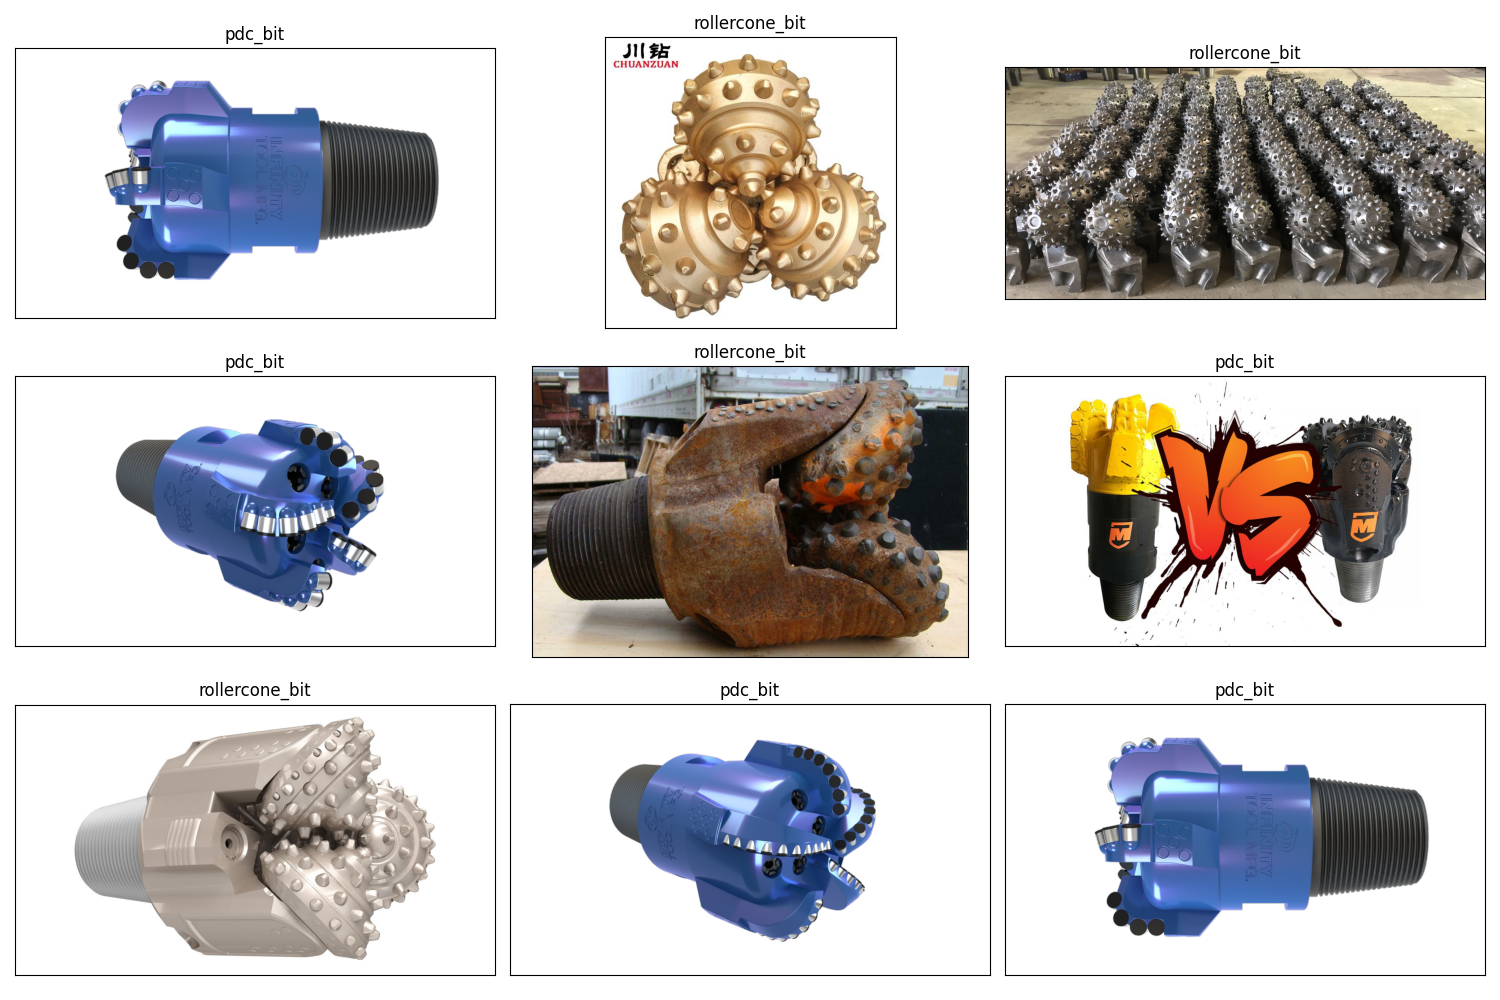 pdc_bit
INFINITY
TOOL MFG.
rollercone_bit
川钻
CHUANZUAN
rollercone_bit
pdc_bit
rollercone_bit
pdc_bit
VS
M
M
rollercone_bit
pdc_bit
pdc_bit
INFINITY
TOOL MFG.